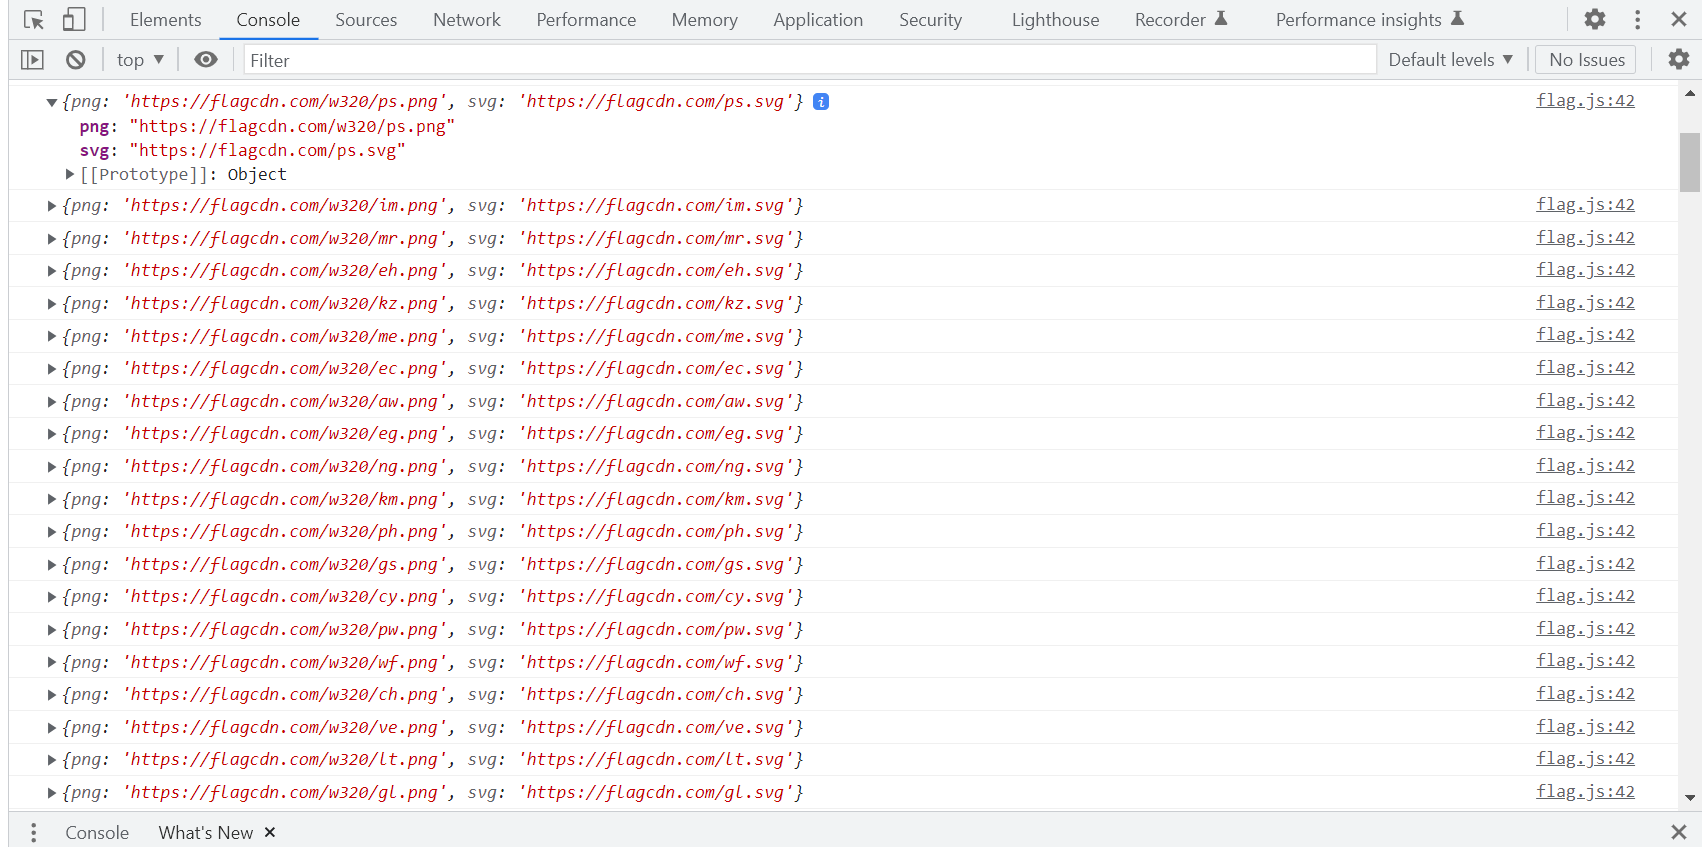 Elements Console Sources Network Performance Memory Application Security Lighthouse Recorder Performance insights
top ▼ Filter Default levels ▼ No Issues
▼{png: 'https://flagcdn.com/w320/ps.png', svg: 'https://flagcdn.com/ps.svg'} i flag.js:42
png: "https://flagcdn.com/w320/ps.png"
svg: "https://flagcdn.com/ps.svg"
▶[[Prototype]]: Object
▶{png: 'https://flagcdn.com/w320/im.png', svg: 'https://flagcdn.com/im.svg'} flag.js:42
▶{png: 'https://flagcdn.com/w320/mr.png', svg: 'https://flagcdn.com/mr.svg'} flag.js:42
▶{png: 'https://flagcdn.com/w320/eh.png', svg: 'https://flagcdn.com/eh.svg'} flag.js:42
▶{png: 'https://flagcdn.com/w320/kz.png', svg: 'https://flagcdn.com/kz.svg'} flag.js:42
▶{png: 'https://flagcdn.com/w320/me.png', svg: 'https://flagcdn.com/me.svg'} flag.js:42
▶{png: 'https://flagcdn.com/w320/ec.png', svg: 'https://flagcdn.com/ec.svg'} flag.js:42
▶{png: 'https://flagcdn.com/w320/aw.png', svg: 'https://flagcdn.com/aw.svg'} flag.js:42
▶{png: 'https://flagcdn.com/w320/eg.png', svg: 'https://flagcdn.com/eg.svg'} flag.js:42
▶{png: 'https://flagcdn.com/w320/ng.png', svg: 'https://flagcdn.com/ng.svg'} flag.js:42
▶{png: 'https://flagcdn.com/w320/km.png', svg: 'https://flagcdn.com/km.svg'} flag.js:42
▶{png: 'https://flagcdn.com/w320/ph.png', svg: 'https://flagcdn.com/ph.svg'} flag.js:42
▶{png: 'https://flagcdn.com/w320/gs.png', svg: 'https://flagcdn.com/gs.svg'} flag.js:42
▶{png: 'https://flagcdn.com/w320/cy.png', svg: 'https://flagcdn.com/cy.svg'} flag.js:42
▶{png: 'https://flagcdn.com/w320/pw.png', svg: 'https://flagcdn.com/pw.svg'} flag.js:42
▶{png: 'https://flagcdn.com/w320/wf.png', svg: 'https://flagcdn.com/wf.svg'} flag.js:42
▶{png: 'https://flagcdn.com/w320/ch.png', svg: 'https://flagcdn.com/ch.svg'} flag.js:42
▶{png: 'https://flagcdn.com/w320/ve.png', svg: 'https://flagcdn.com/ve.svg'} flag.js:42
▶{png: 'https://flagcdn.com/w320/lt.png', svg: 'https://flagcdn.com/lt.svg'} flag.js:42
▶{png: 'https://flagcdn.com/w320/gl.png', svg: 'https://flagcdn.com/gl.svg'} flag.js:42
Console What's New